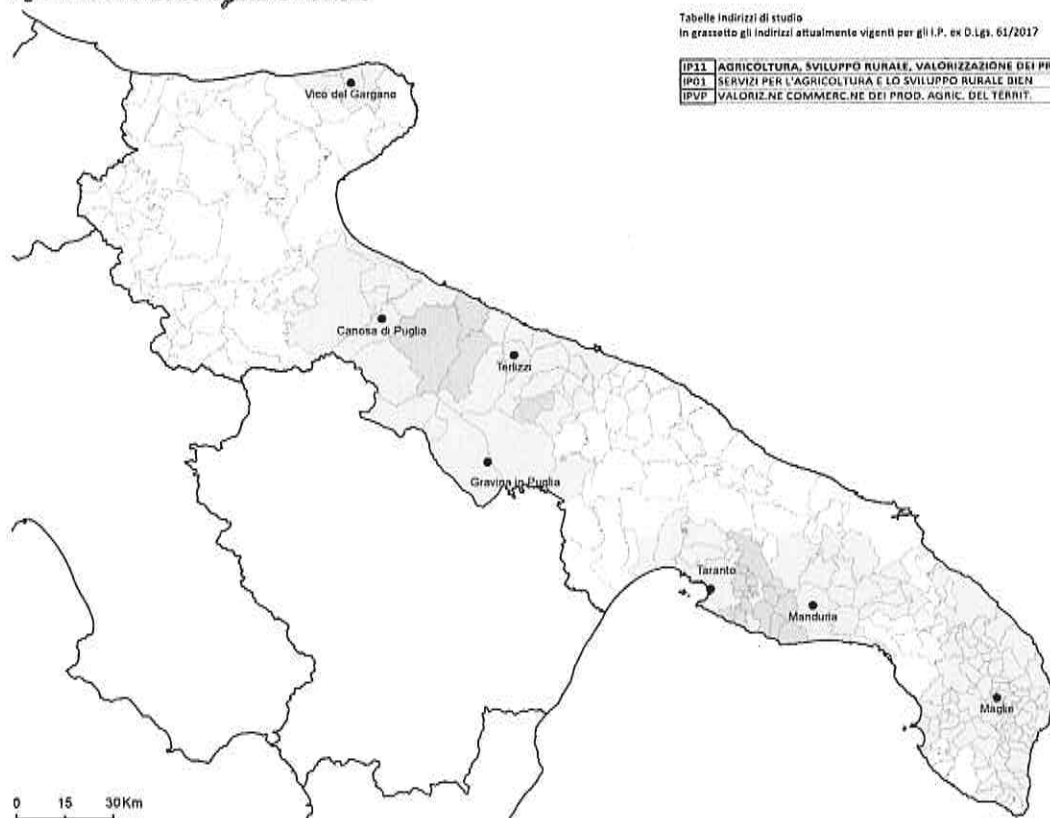 Tabelle indirizzi di studio
In grassetto gli indirizzi attualmente vigenti per gli I.P. ex D.Lgs. 61/2017
IP11 AGRICOLTURA, SVILUPPO RURALE, VALORIZZAZIONE DEI PR
IP01 SERVIZI PER L'AGRICOLTURA E LO SVILUPPO RURALE BIEN
IPVP VALORIZ.NE COMMERC.NE DEI PROD. AGRIC. DEL TERRIT.
Vico del Gargano
Canosa di Puglia
Terlizzi
Gravina in Puglia
Taranto
Manduria
Maglie
0 15 30Km